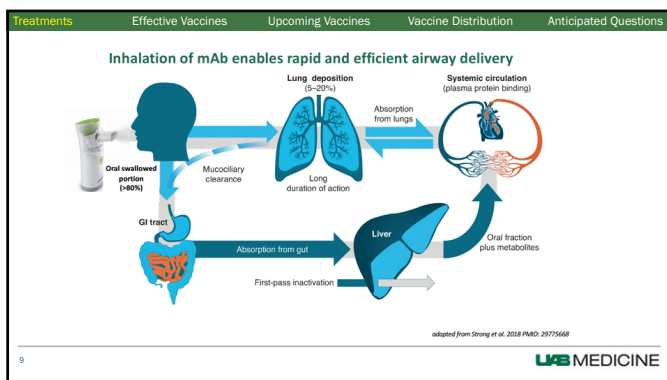 Treatments Effective Vaccines Upcoming Vaccines Vaccine Distribution Anticipated Questions
Inhalation of mAb enables rapid and efficient airway delivery
Lung deposition
(5–20%)
Systemic circulation
(plasma protein binding)
Absorption
from lungs
Oral swallowed
portion
(>80%)
Mucociliary
clearance
Long
duration of action
GI tract
Liver
Absorption from gut
Oral fraction
plus metabolites
First-pass inactivation
adapted from Strong et al. 2018 PMID: 29775668
9
UAB MEDICINE